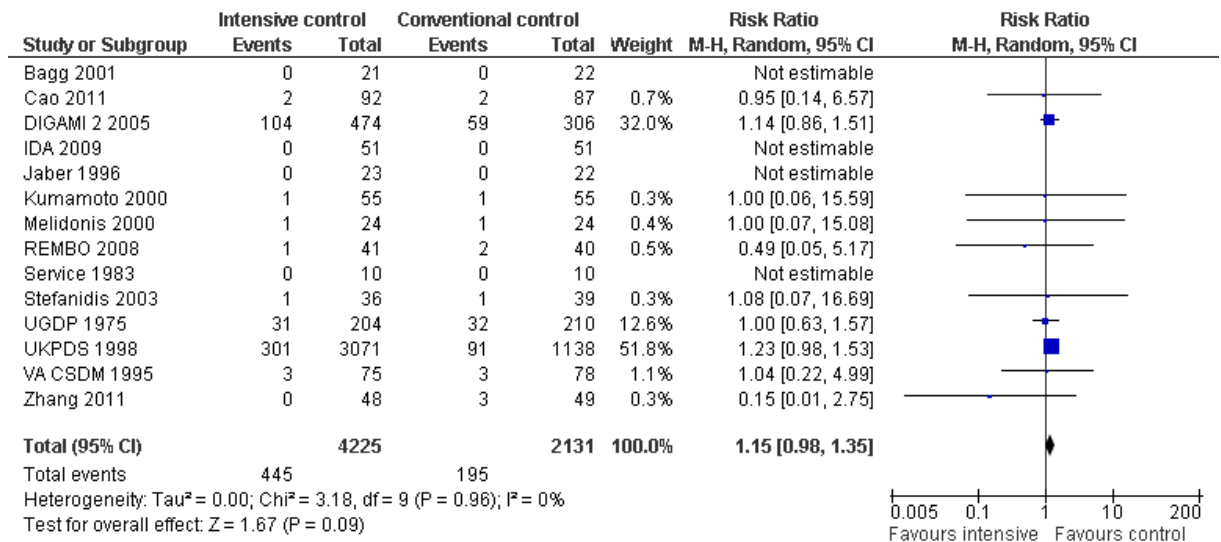 Intensive control Conventional control Risk Ratio Risk Ratio
Study or Subgroup Events Total Events Total Weight M-H, Random, 95% CI M-H, Random, 95% CI
Bagg 2001 0 21 0 22 Not estimable
Cao 2011 2 92 2 87 0.7% 0.95 [0.14, 6.57]
DIGAMI 2 2005 104 474 59 306 32.0% 1.14 [0.86, 1.51]
IDA 2009 0 51 0 51 Not estimable
Jaber 1996 0 23 0 22 Not estimable
Kumamoto 2000 1 55 1 55 0.3% 1.00 [0.06, 15.59]
Melidonis 2000 1 24 1 24 0.4% 1.00 [0.07, 15.08]
REMBO 2008 1 41 2 40 0.5% 0.49 [0.05, 5.17]
Service 1983 0 10 0 10 Not estimable
Stefanidis 2003 1 36 1 39 0.3% 1.08 [0.07, 16.69]
UGDP 1975 31 204 32 210 12.6% 1.00 [0.63, 1.57]
UKPDS 1998 301 3071 91 1138 51.8% 1.23 [0.98, 1.53]
VA CSDM 1995 3 75 3 78 1.1% 1.04 [0.22, 4.99]
Zhang 2011 0 48 3 49 0.3% 0.15 [0.01, 2.75]
Total (95% CI) 4225 2131 100.0% 1.15 [0.98, 1.35]
Total events 445 195
Heterogeneity: Tau² = 0.00; Chi² = 3.18, df = 9 (P = 0.96); I² = 0%
Test for overall effect: Z = 1.67 (P = 0.09)
0.005 0.1 1 10 200
Favours intensive Favours control